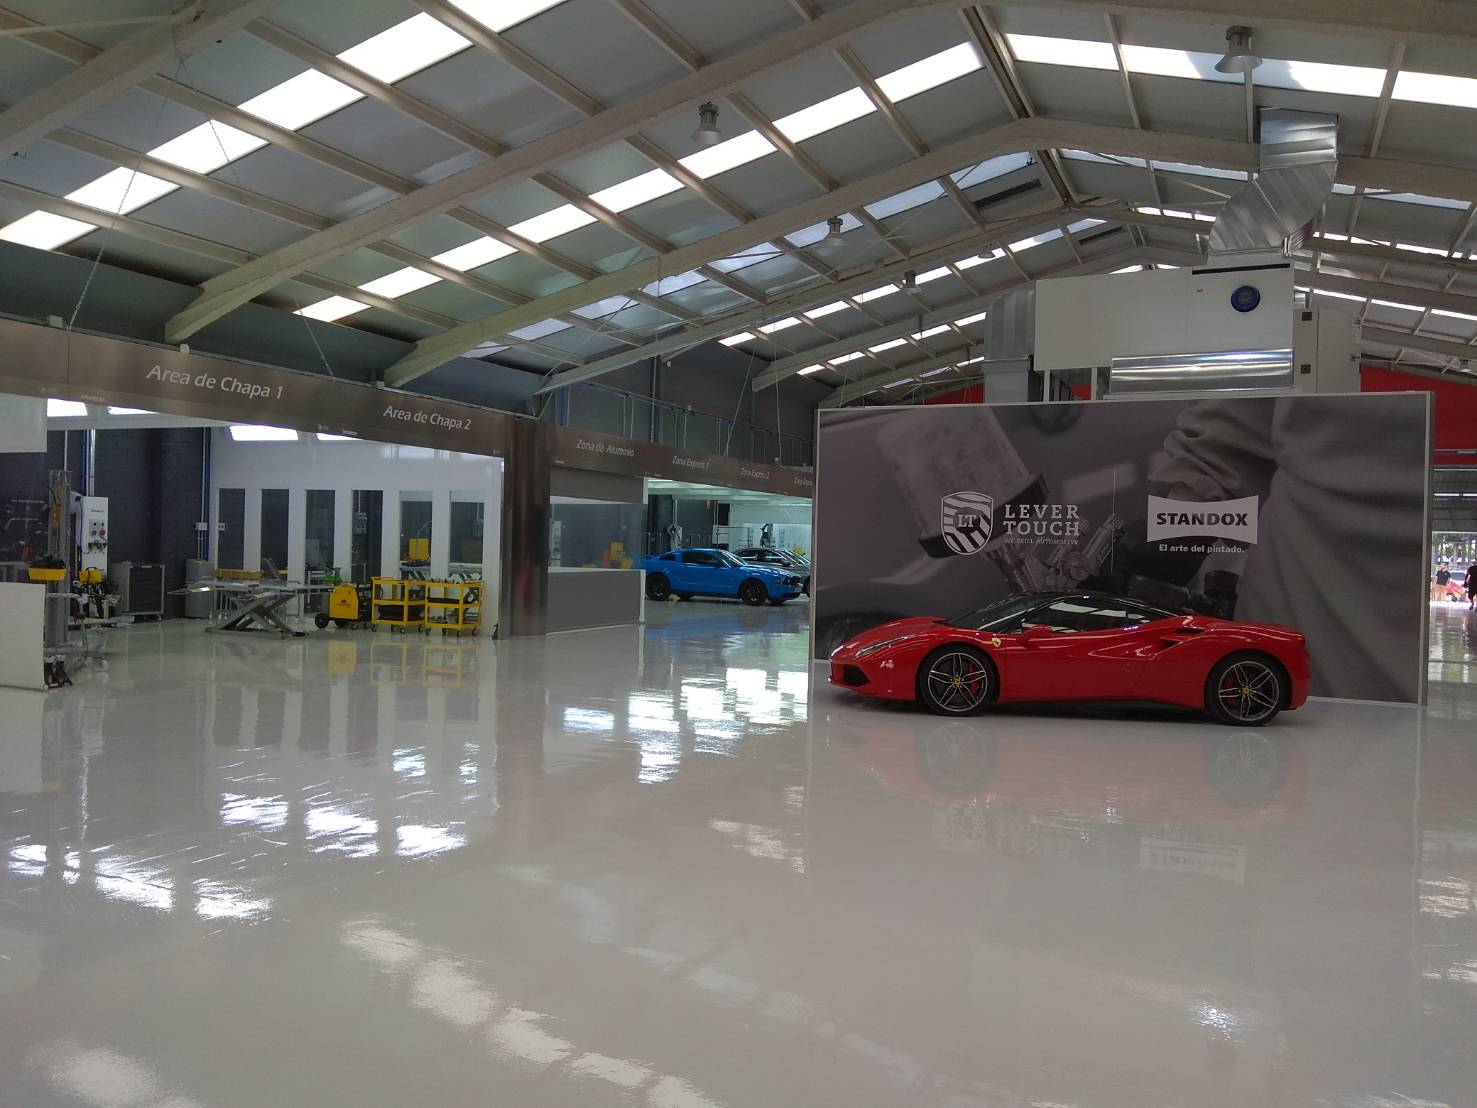 Area de Chapa 1
Area de Chapa 2
Zona de Aluminio
Zona Express 1
Zona Express 2
LT
LEVER
TOUCH
WE SKILL AUTOMOTIVE
STANDOX
El arte del pintado.